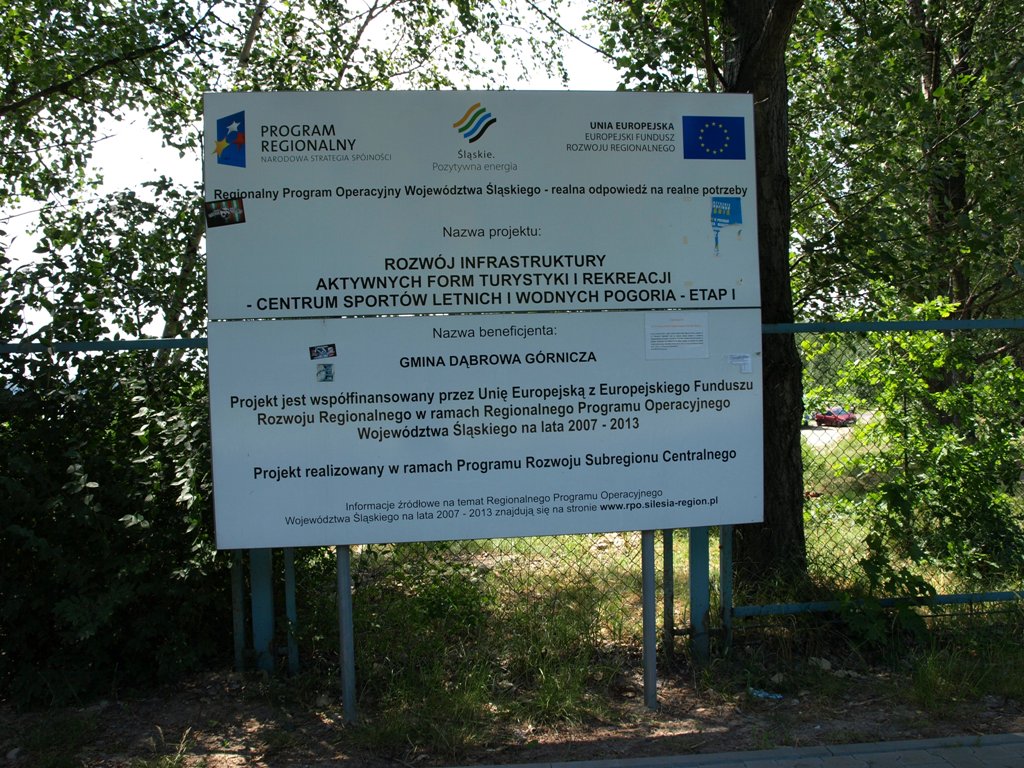 PROGRAM
REGIONALNY
NARODOWA STRATEGIA SPÓJNOŚCI
Śląskie.
Pozytywna energia
UNIA EUROPEJSKA
EUROPEJSKI FUNDUSZ
ROZWOJU REGIONALNEGO
Regionalny Program Operacyjny Województwa Śląskiego - realna odpowiedź na realne potrzeby
Nazwa projektu:
ROZWÓJ INFRASTRUKTURY
AKTYWNYCH FORM TURYSTYKI I REKREACJI
- CENTRUM SPORTÓW LETNICH I WODNYCH POGORIA - ETAP I
Nazwa beneficjenta:
GMINA DĄBROWA GÓRNICZA
Projekt jest współfinansowany przez Unię Europejską z Europejskiego Funduszu
Rozwoju Regionalnego w ramach Regionalnego Programu Operacyjnego
Województwa Śląskiego na lata 2007 - 2013
Projekt realizowany w ramach Programu Rozwoju Subregionu Centralnego
Informacje źródłowe na temat Regionalnego Programu Operacyjnego
Województwa Śląskiego na lata 2007 - 2013 znajdują się na stronie www.rpo.silesia-region.pl